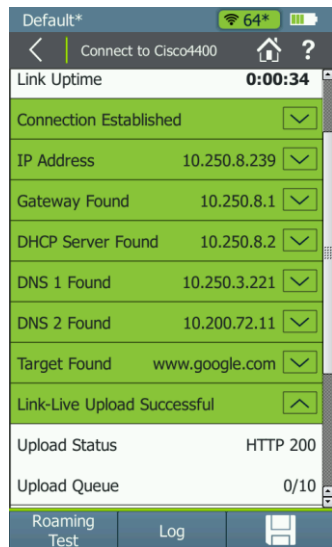 Default* 64*
Connect to Cisco4400 ?
Link Uptime 0:00:34
Connection Established
IP Address 10.250.8.239
Gateway Found 10.250.8.1
DHCP Server Found 10.250.8.2
DNS 1 Found 10.250.3.221
DNS 2 Found 10.200.72.11
Target Found www.google.com
Link-Live Upload Successful
Upload Status HTTP 200
Upload Queue 0/10
Roaming
Test
Log